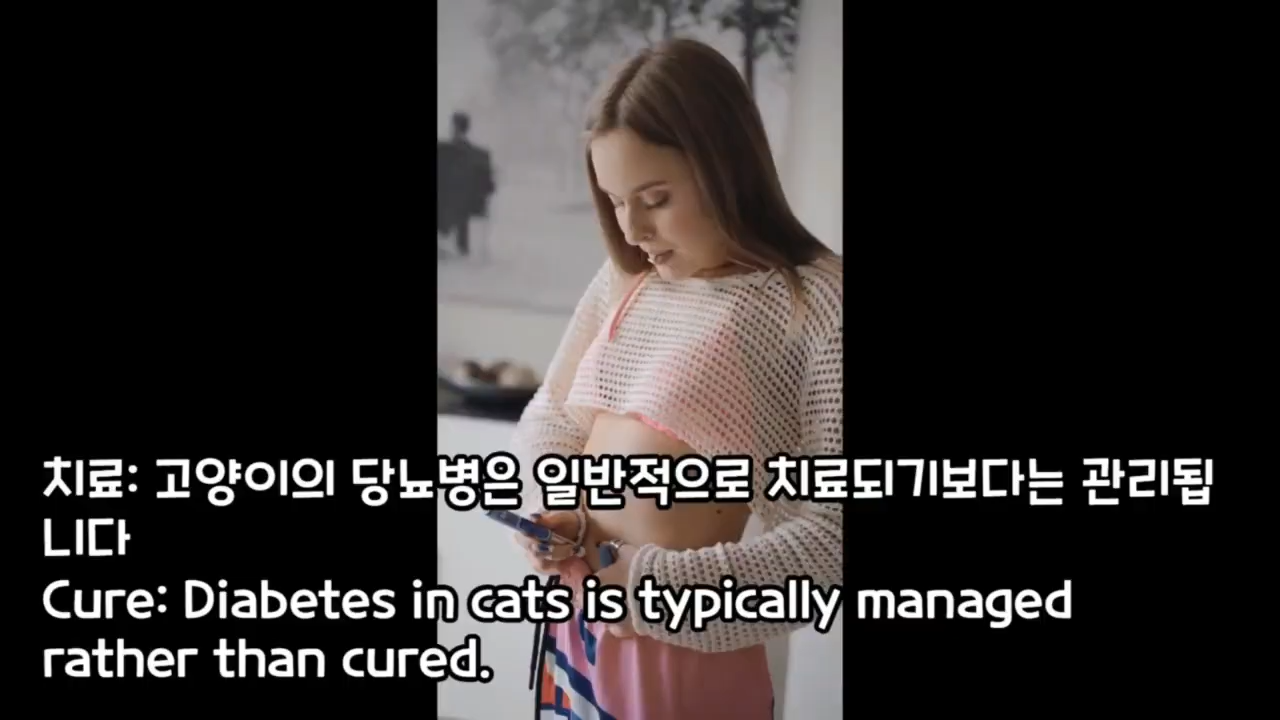 치료: 고양이의 당뇨병은 일반적으로 치료되기보다는 관리됩
니다
Cure: Diabetes in cats is typically managed
rather than cured.